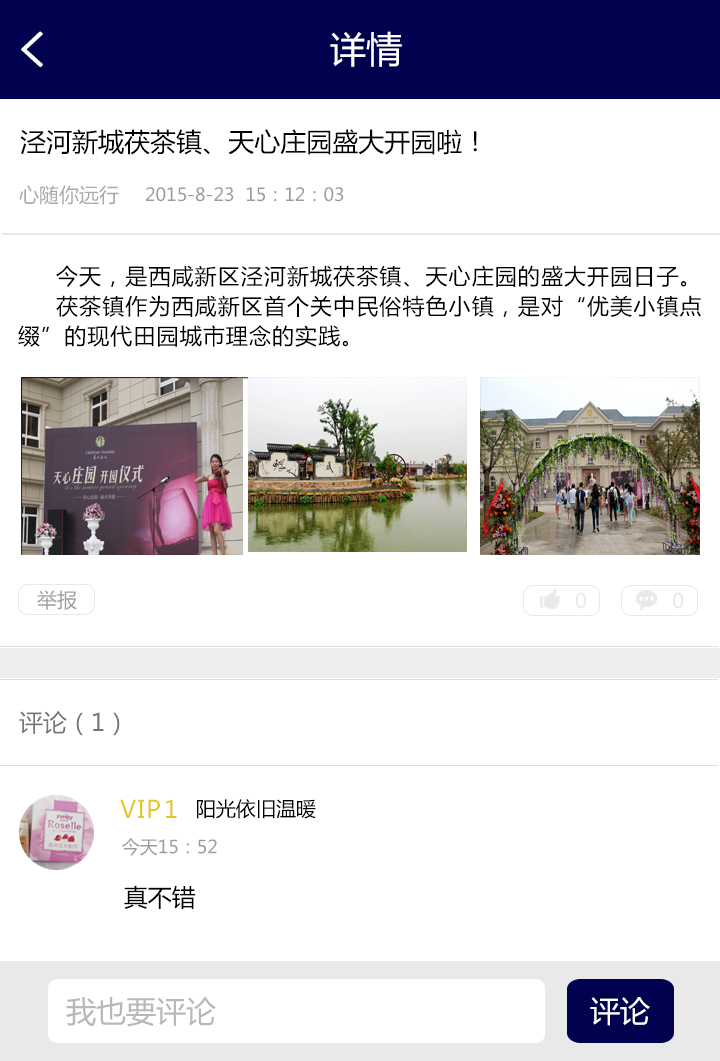 详情
泾河新城茯茶镇、天心庄园盛大开园啦！
心随你远行 2015-8-23 15：12：03
今天，是西咸新区泾河新城茯茶镇、天心庄园的盛大开园日子。
茯茶镇作为西咸新区首个关中民俗特色小镇，是对“优美小镇点
缀”的现代田园城市理念的实践。
天心庄园 开园仪式
举报 0 0
评论（1）
VIP1 阳光依旧温暖
今天15：52
Roselle
真不错
我也要评论 评论